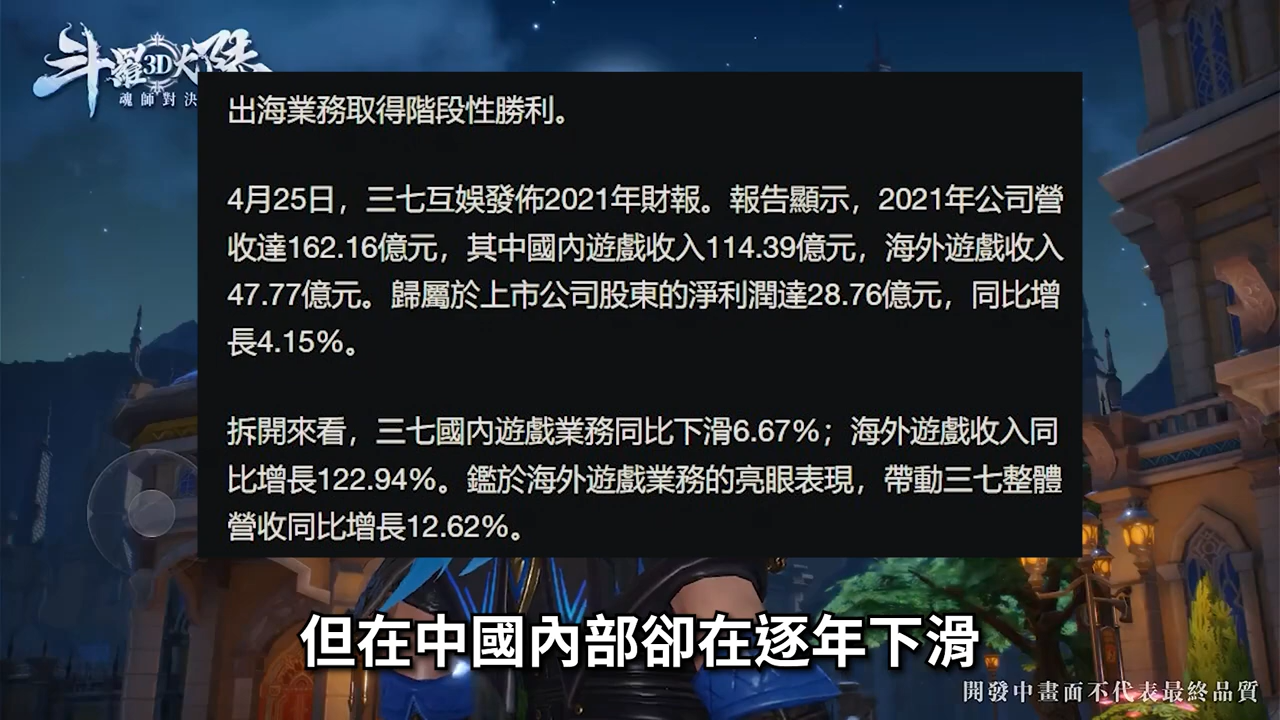 斗羅3D大陸
魂師對決
出海業務取得階段性勝利。
4月25日，三七互娛發佈2021年財報。報告顯示，2021年公司營
收達162.16億元，其中國內遊戲收入114.39億元，海外遊戲收入
47.77億元。歸屬於上市公司股東的淨利潤達28.76億元，同比增
長4.15%。
拆開來看，三七國內遊戲業務同比下滑6.67%；海外遊戲收入同
比增長122.94%。鑑於海外遊戲業務的亮眼表現，帶動三七整體
營收同比增長12.62%。
但在中國內部卻在逐年下滑
開發中畫面不代表最終品質